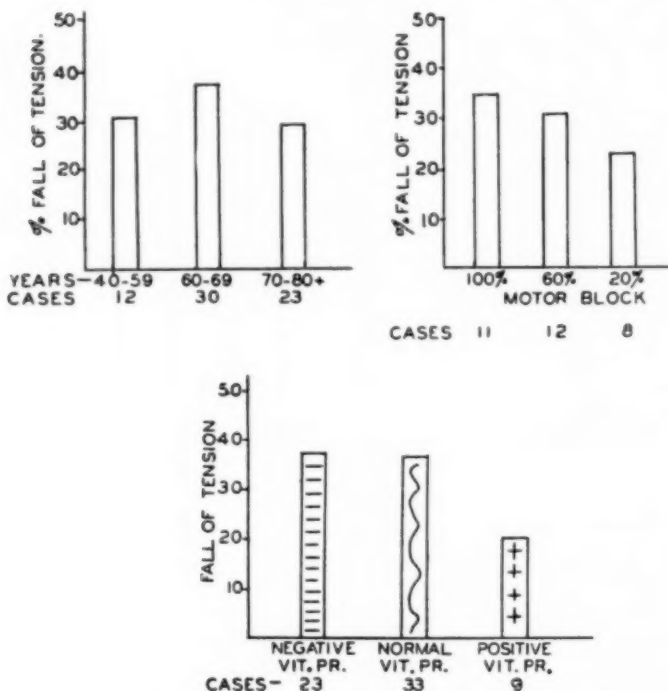 50
40
30
20
10
% FALL OF TENSION.
YEARS-40-59 60-69 70-80+
CASES 12 30 23
50
40
30
20
10
% FALL OF TENSION
100% 60% 20%
MOTOR BLOCK
CASES 11 12 8
50
40
20
10
FALL OF TENSION
NEGATIVE NORMAL POSITIVE
VIT. PR. VIT. PR. VIT. PR.
CASES- 23 33 9